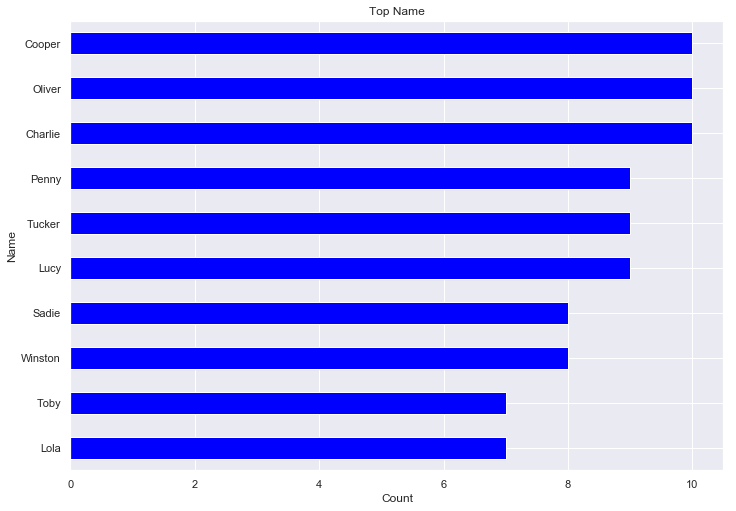 Top Name
Cooper
Oliver
Charlie
Penny
Tucker
Lucy
Sadie
Winston
Toby
Lola
Name
0 2 4 6 8 10
Count